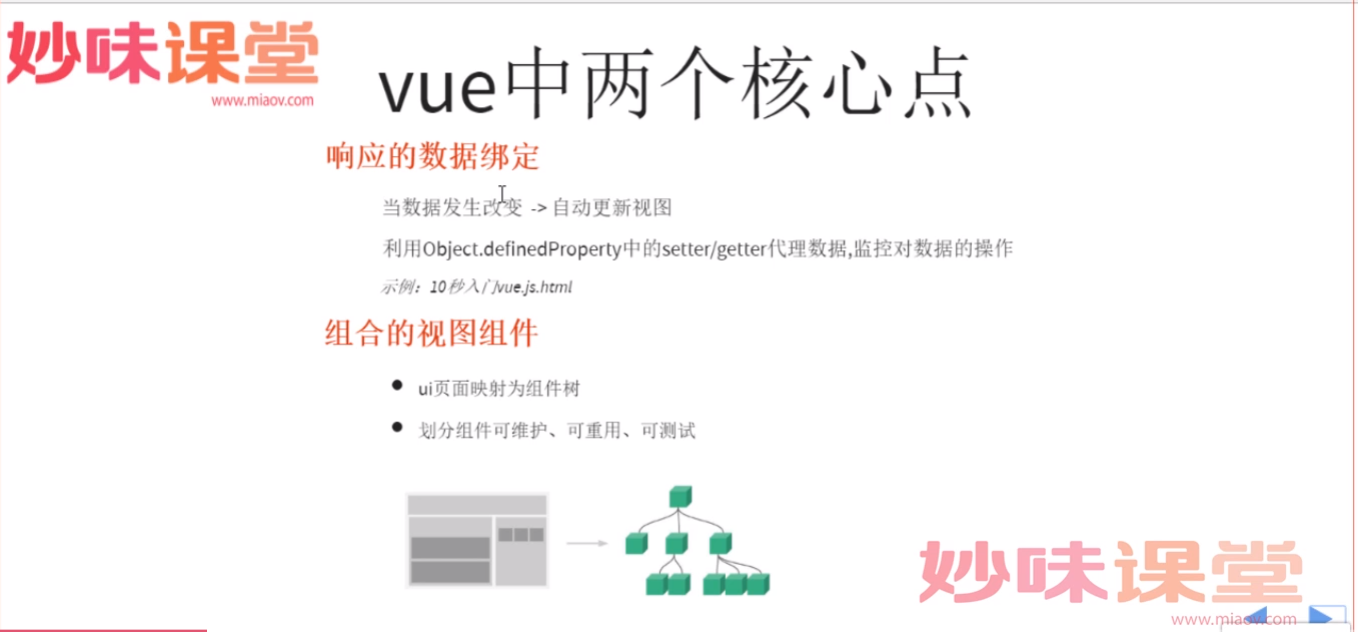 妙味课堂
www.miaov.com
vue中两个核心点
响应的数据绑定
当数据发生改变 -> 自动更新视图
利用Object.definedProperty中的setter/getter代理数据,监控对数据的操作
示例：10秒入门vue.js.html
组合的视图组件
ui页面映射为组件树
划分组件可维护、可重用、可测试
妙味课堂
www.miaov.com